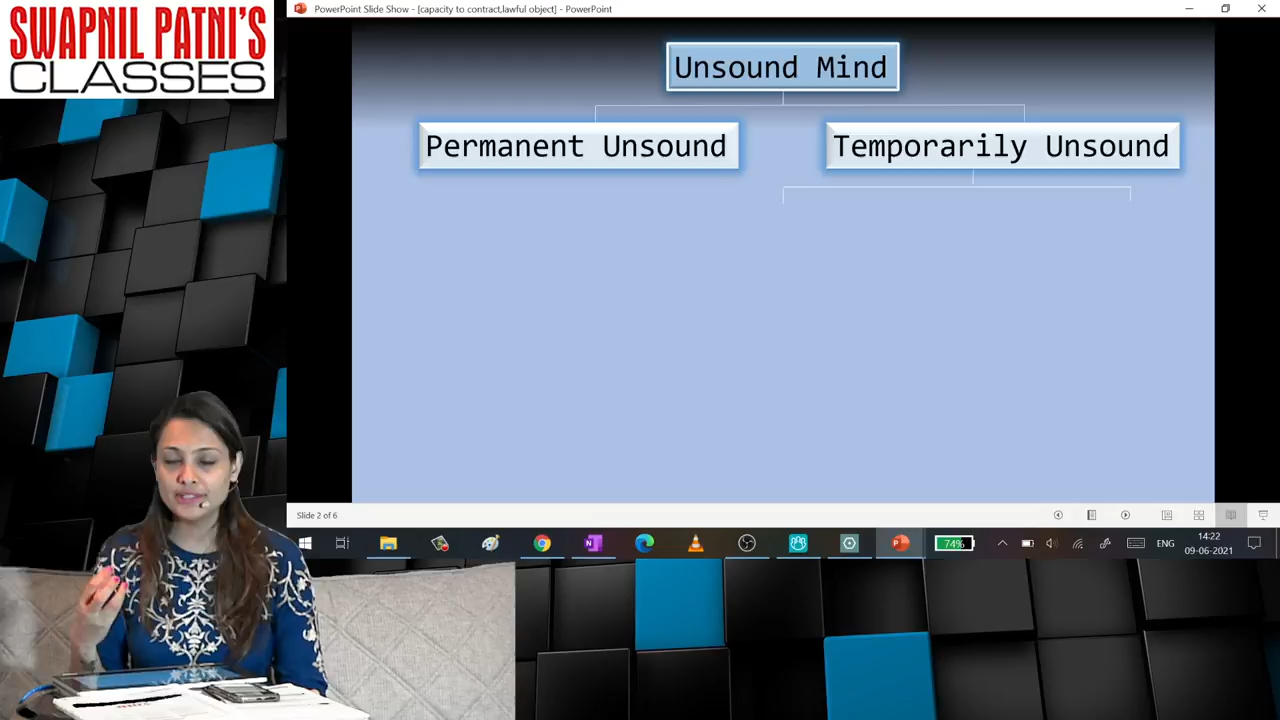 SWAPNIL PATNI'S
CLASSES
PowerPoint Slide Show - [capacity to contract,lawful object] - PowerPoint
Unsound Mind
Permanent Unsound
Temporarily Unsound
Slide 2 of 6
74%
ENG
14:22
09-06-2021